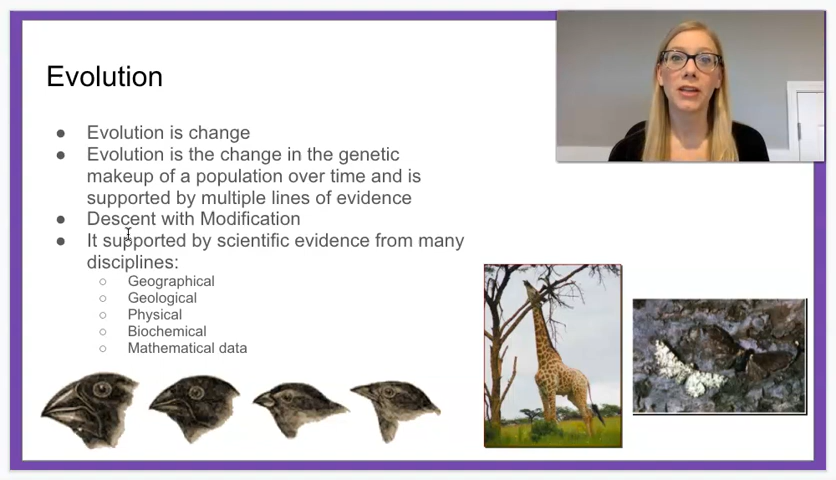 Evolution
● Evolution is change
● Evolution is the change in the genetic
makeup of a population over time and is
supported by multiple lines of evidence
● Descent with Modification
● It supported by scientific evidence from many
disciplines:
○ Geographical
○ Geological
○ Physical
○ Biochemical
○ Mathematical data